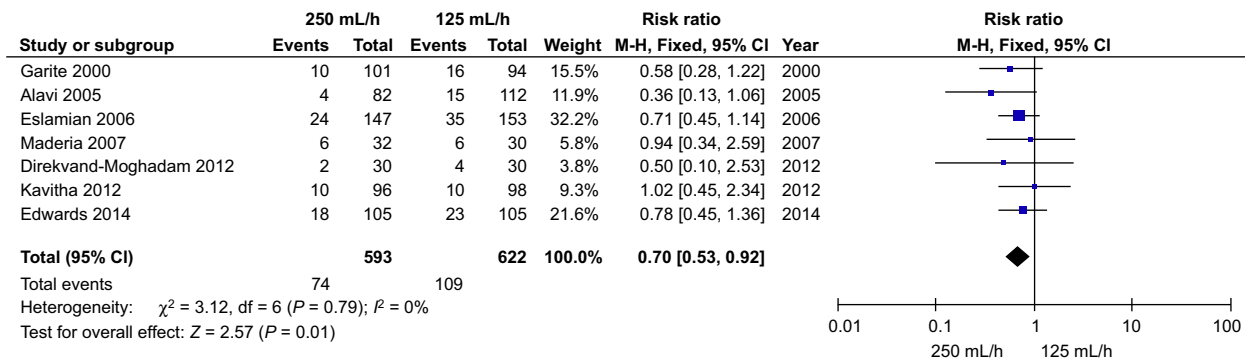 250 mL/h 125 mL/h Risk ratio Risk ratio
Study or subgroup Events Total Events Total Weight M-H, Fixed, 95% CI Year M-H, Fixed, 95% CI
Garite 2000 10 101 16 94 15.5% 0.58 [0.28, 1.22] 2000
Alavi 2005 4 82 15 112 11.9% 0.36 [0.13, 1.06] 2005
Eslamian 2006 24 147 35 153 32.2% 0.71 [0.45, 1.14] 2006
Maderia 2007 6 32 6 30 5.8% 0.94 [0.34, 2.59] 2007
Direkvand-Moghadam 2012 2 30 4 30 3.8% 0.50 [0.10, 2.53] 2012
Kavitha 2012 10 96 10 98 9.3% 1.02 [0.45, 2.34] 2012
Edwards 2014 18 105 23 105 21.6% 0.78 [0.45, 1.36] 2014
Total (95% CI) 593 622 100.0% 0.70 [0.53, 0.92]
Total events 74 109
Heterogeneity: χ² = 3.12, df = 6 (P = 0.79); I² = 0%
Test for overall effect: Z = 2.57 (P = 0.01)
0.01 0.1 1 10 100
250 mL/h 125 mL/h